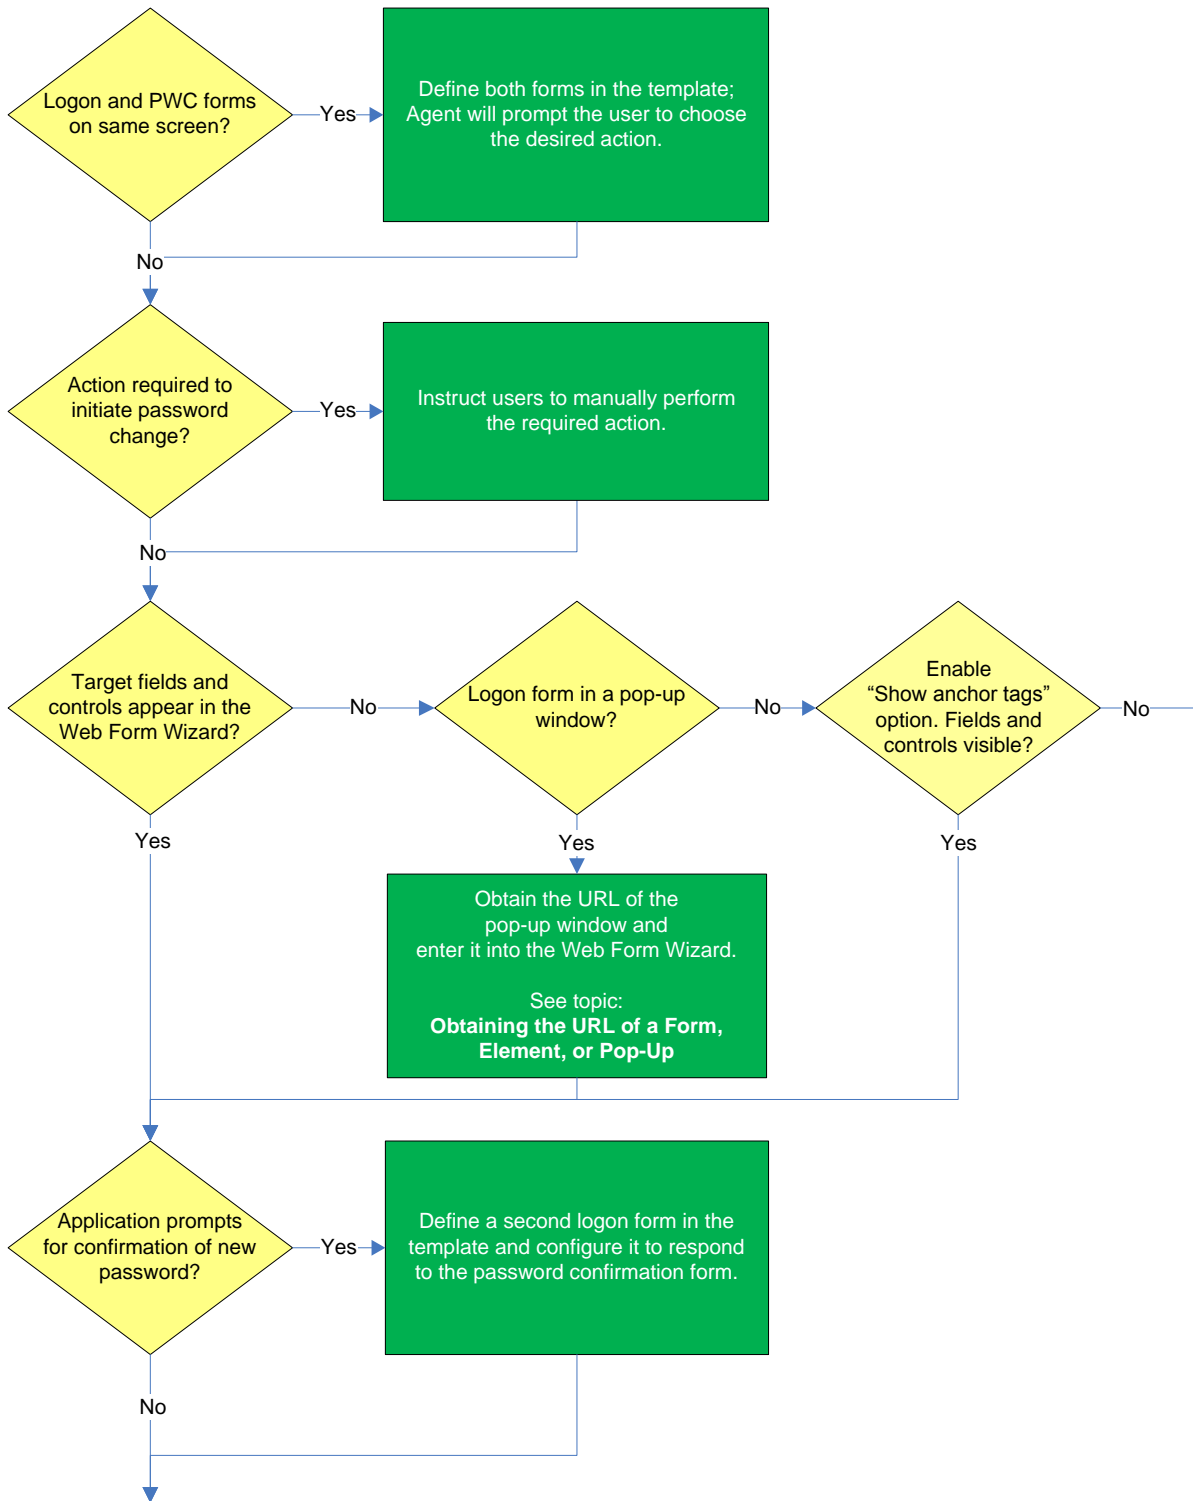 Logon and PWC forms
on same screen?
Yes
Define both forms in the template;
Agent will prompt the user to choose
the desired action.
No
Action required to
initiate password
change?
Yes
Instruct users to manually perform
the required action.
No
Target fields and
controls appear in the
Web Form Wizard?
No
Logon form in a pop-up
window?
No
Enable
“Show anchor tags”
option. Fields and
controls visible?
No
Yes
Yes
Yes
Obtain the URL of the
pop-up window and
enter it into the Web Form Wizard.
See topic:
Obtaining the URL of a Form,
Element, or Pop-Up
Application prompts
for confirmation of new
password?
Yes
Define a second logon form in the
template and configure it to respond
to the password confirmation form.
No